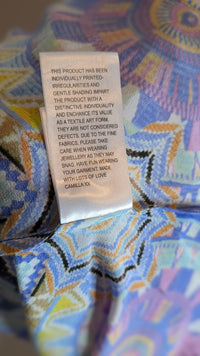 THIS PRODUCT HAS BEEN
INDIVIDUALLY PRINTED-
IRREGULARITIES AND
GENTLE SHADING IMPART
THE PRODUCT WITH A
DISTINCTIVE INDIVIDUALITY
AND ENCHANCE ITS VALUE
AS A TEXTILE ART FORM.
THEY ARE NOT CONSIDERED
DEFECTS. DUE TO THE FINE
FABRICS, PLEASE TAKE
CARE WHEN WEARING
JEWELLERY AS THEY MAY
SNAG. HAVE FUN WEARING
YOUR GARMENT. MADE
WITH LOTS OF LOVE
CAMILLA XX